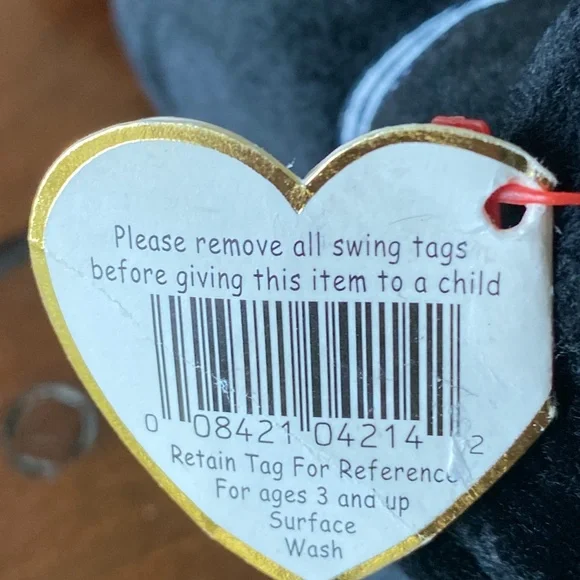 Please remove all swing tags
before giving this item to a child
0 08421 04214 2
Retain Tag For Reference
For ages 3 and up
Surface
Wash